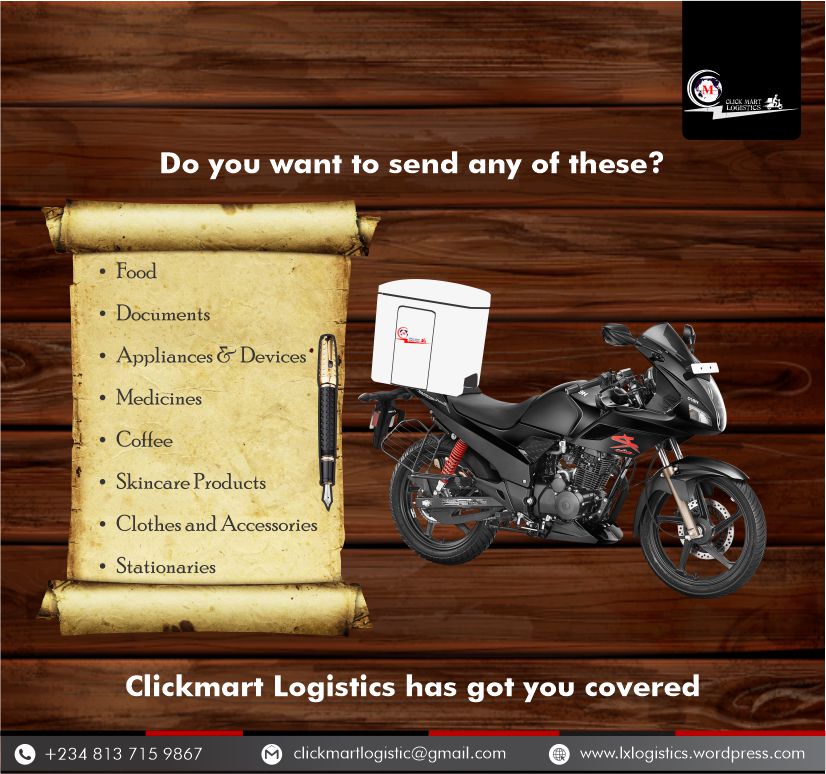 CLICK MART
LOGISTICS
Do you want to send any of these?
• Food
• Documents
• Appliances & Devices
• Medicines
• Coffee
• Skincare Products
• Clothes and Accessories
• Stationaries
Clickmart Logistics has got you covered
+234 813 715 9867
clickmartlogistic@gmail.com
www.lxlogistics.wordpress.com